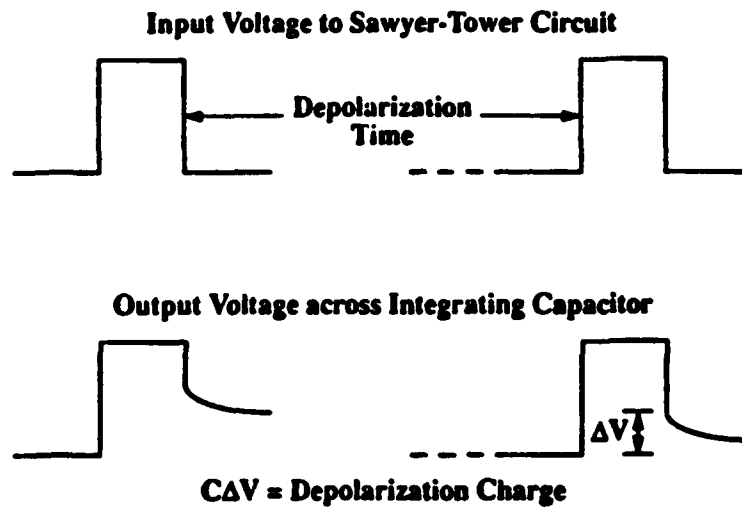 Input Voltage to Sawyer-Tower Circuit
Depolarization
Time
Output Voltage across Integrating Capacitor
ΔV
CΔV = Depolarization Charge